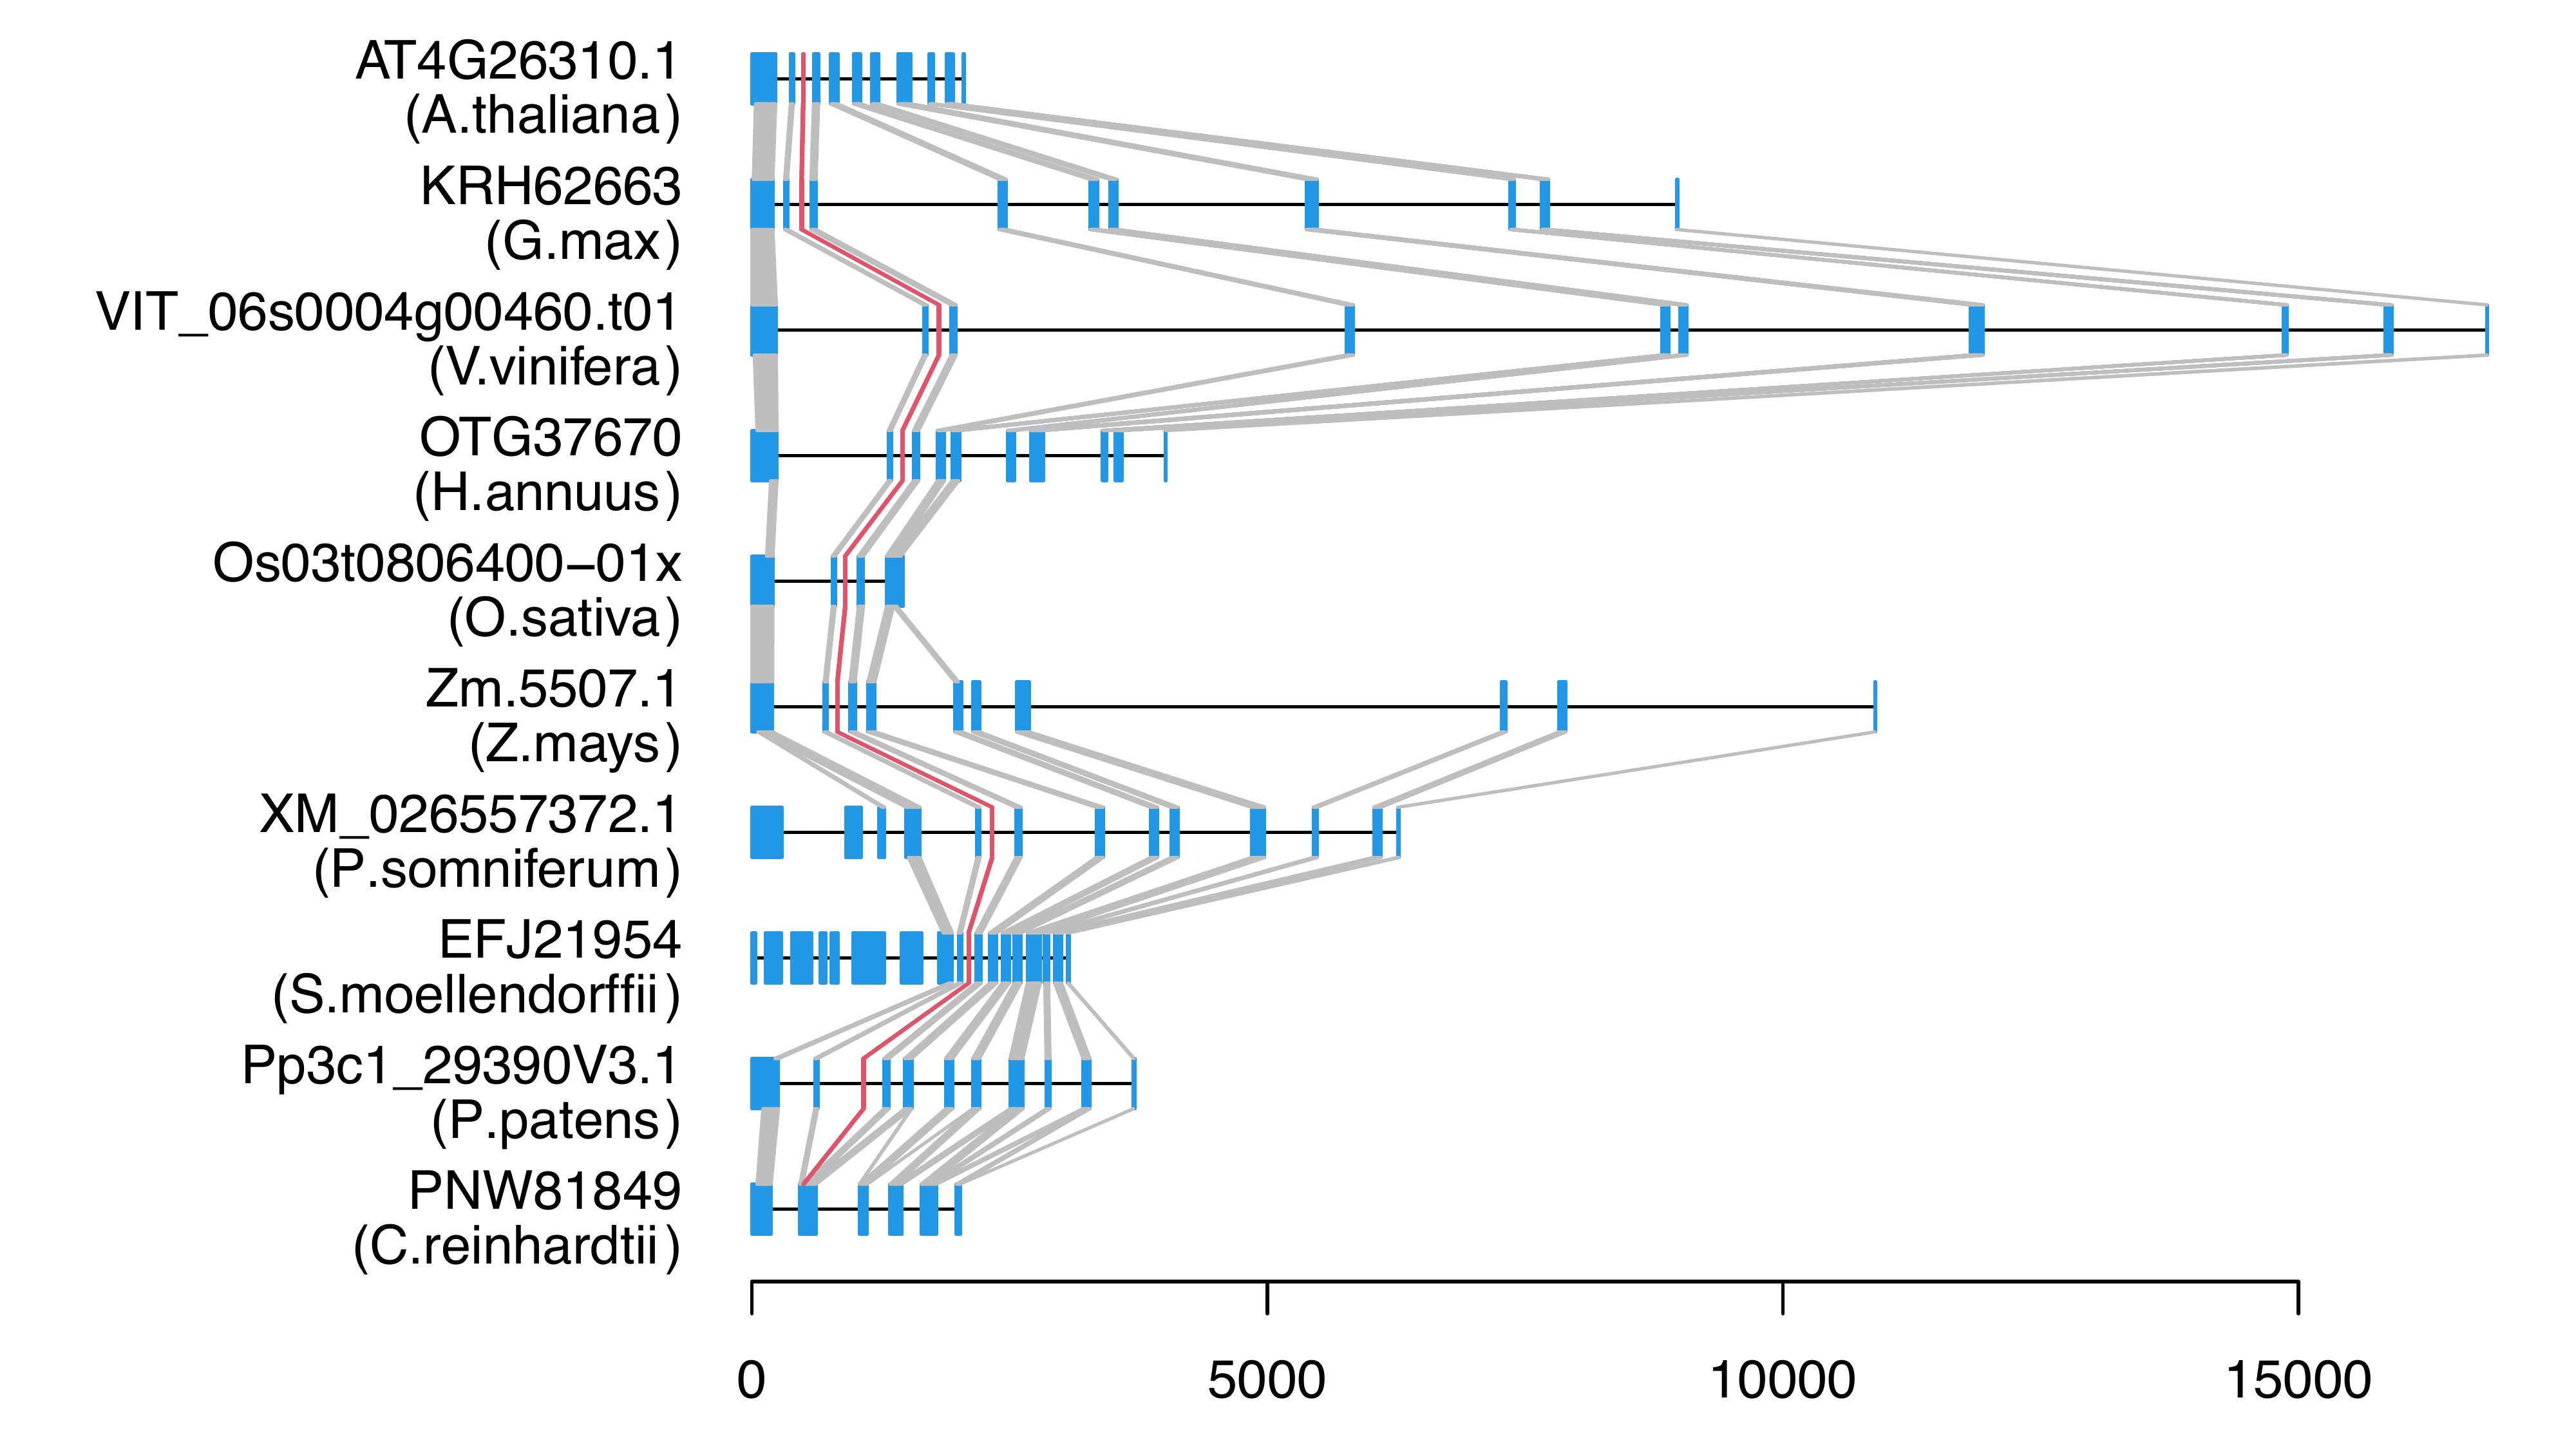 AT4G26310.1
(A.thaliana)
KRH62663
(G.max)
VIT_06s0004g00460.t01
(V.vinifera)
OTG37670
(H.annuus)
Os03t0806400−01x
(O.sativa)
Zm.5507.1
(Z.mays)
XM_026557372.1
(P.somniferum)
EFJ21954
(S.moellendorffii)
Pp3c1_29390V3.1
(P.patens)
PNW81849
(C.reinhardtii)
0 5000 10000 15000